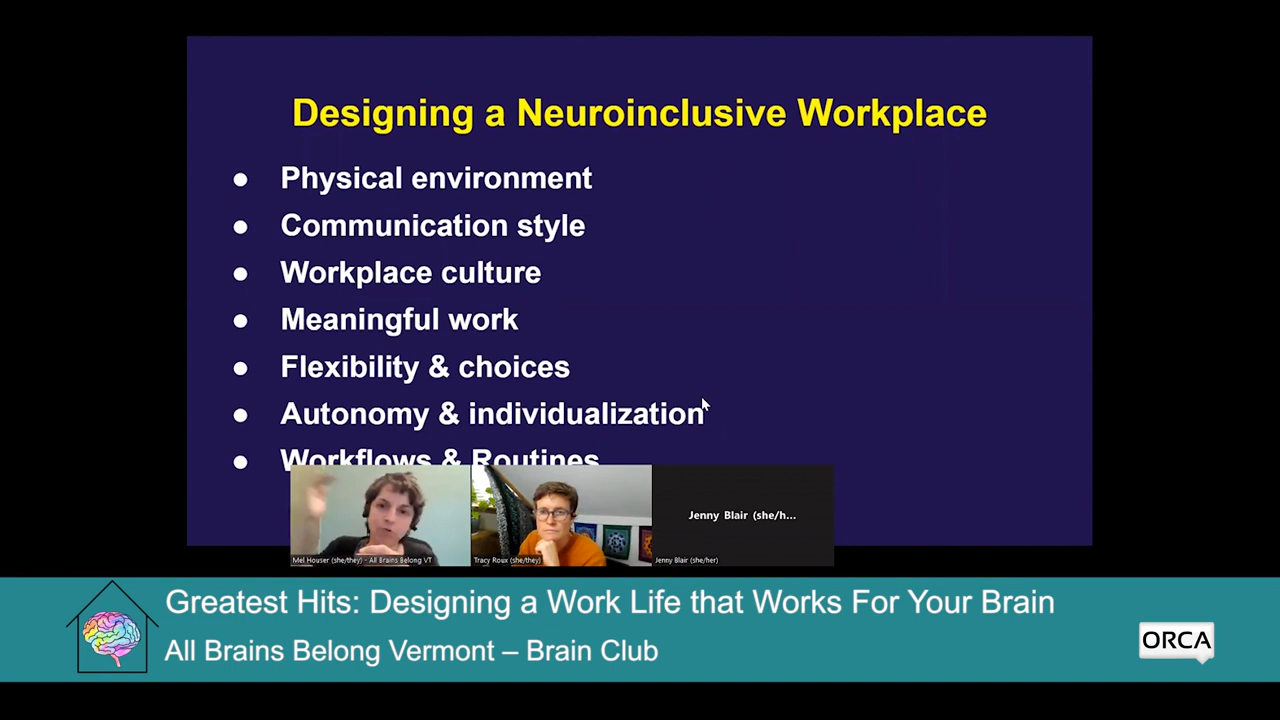 Designing a Neuroinclusive Workplace
● Physical environment
● Communication style
● Workplace culture
● Meaningful work
● Flexibility & choices
● Autonomy & individualization
● Workflows & Routines
Jenny Blair (she/h...
Mel Houser (she/they) - All Brains Belong VT
Tracy Roux (she/they)
Jenny Blair (she/her)
Greatest Hits: Designing a Work Life that Works For Your Brain
All Brains Belong Vermont – Brain Club
ORCA